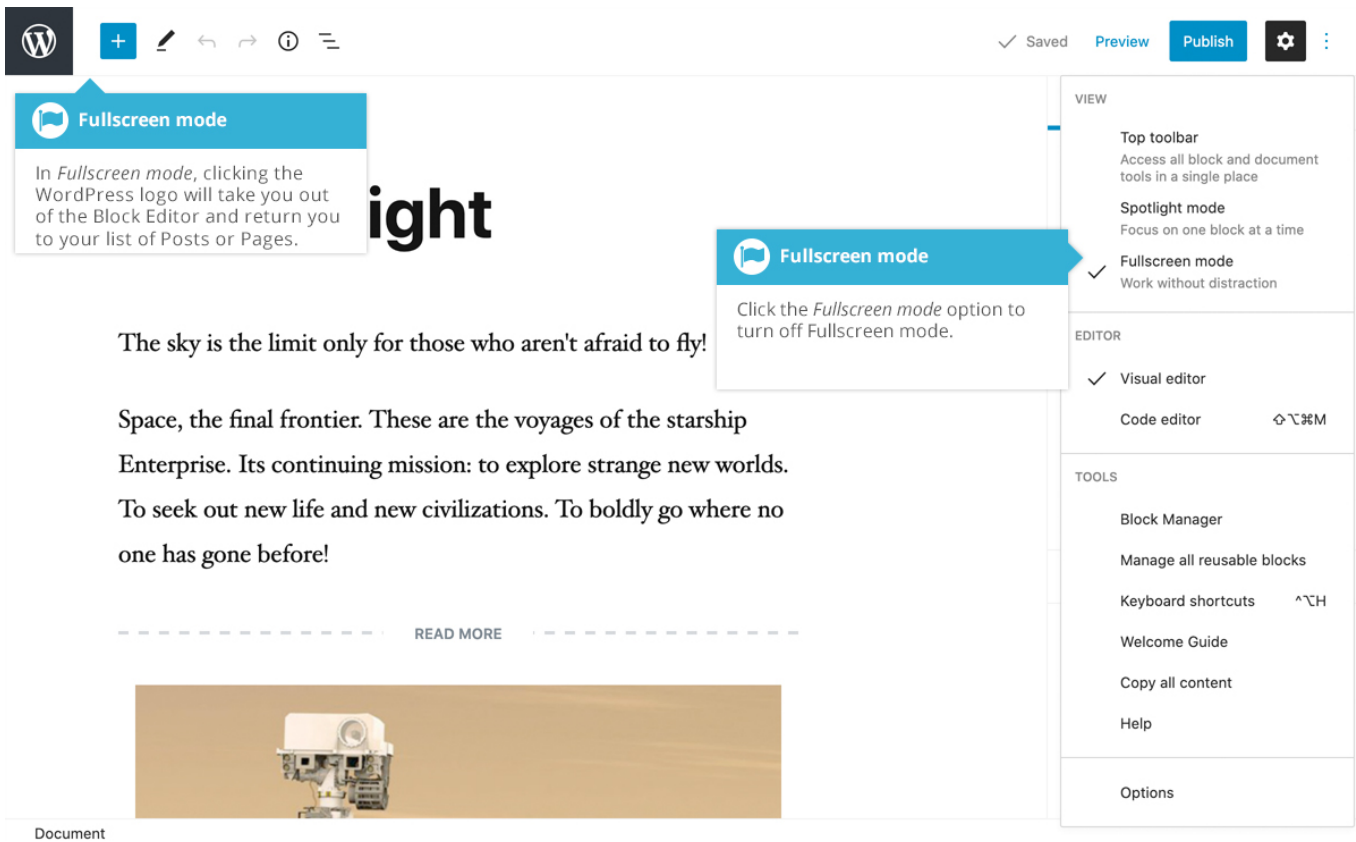 Saved
Preview
Publish
Fullscreen mode
In Fullscreen mode, clicking the
WordPress logo will take you out
of the Block Editor and return you
to your list of Posts or Pages.
ight
The sky is the limit only for those who aren't afraid to fly!
Space, the final frontier. These are the voyages of the starship
Enterprise. Its continuing mission: to explore strange new worlds.
To seek out new life and new civilizations. To boldly go where no
one has gone before!
READ MORE
Fullscreen mode
Click the Fullscreen mode option to
turn off Fullscreen mode.
VIEW
Top toolbar
Access all block and document
tools in a single place
Spotlight mode
Focus on one block at a time
Fullscreen mode
Work without distraction
EDITOR
Visual editor
Code editor ⇧⌥⌘M
TOOLS
Block Manager
Manage all reusable blocks
Keyboard shortcuts ^⌥H
Welcome Guide
Copy all content
Help
Options
Document